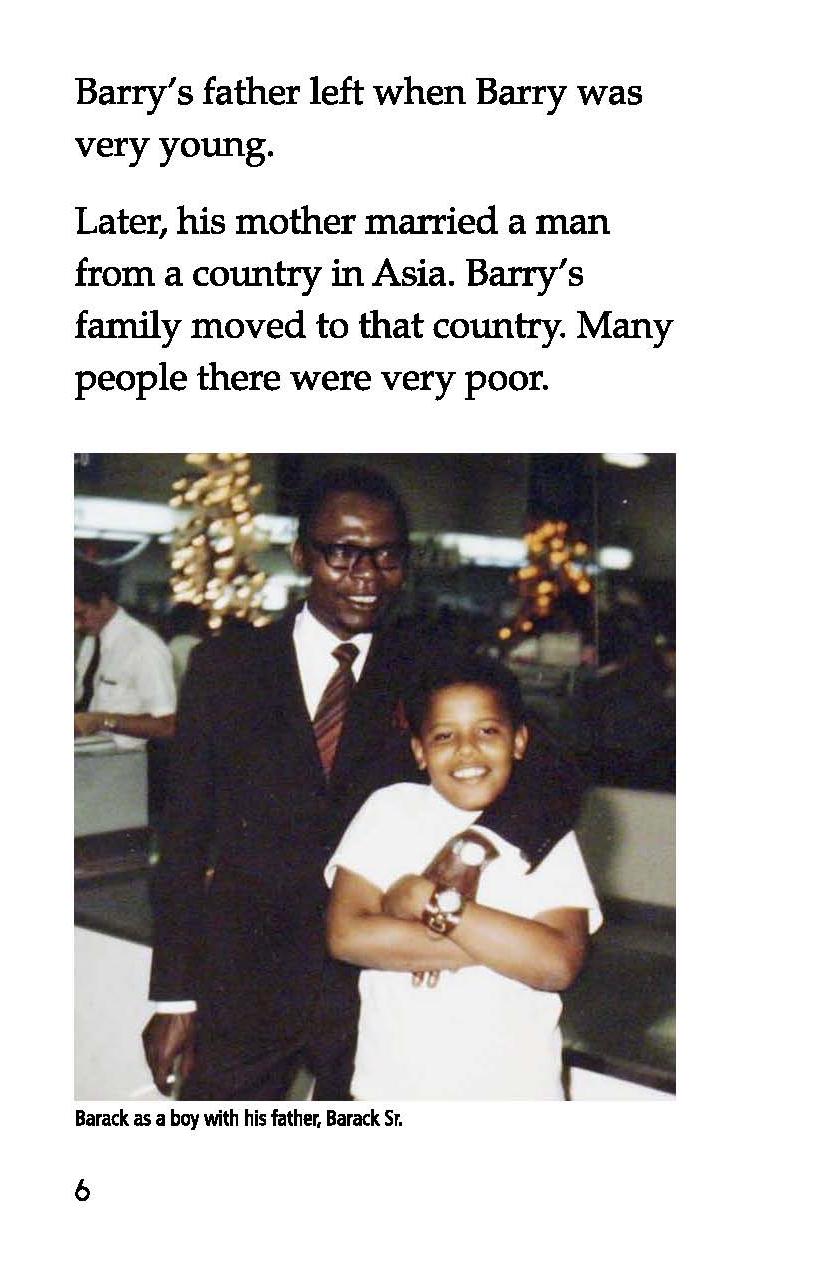 Barry's father left when Barry was
very young.
Later, his mother married a man
from a country in Asia. Barry's
family moved to that country. Many
people there were very poor.
Barack as a boy with his father, Barack Sr.
6